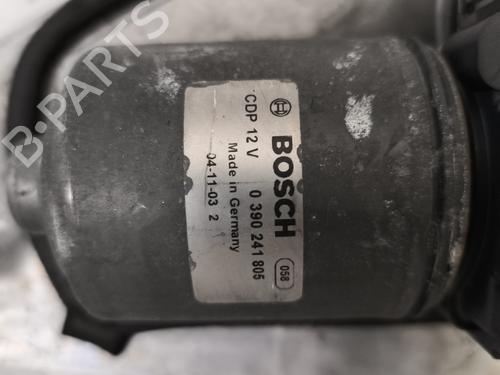 BOSCH
CDP 12 V 0 390 241 805
Made in Germany
04-11-03 2
058
B-PARTS